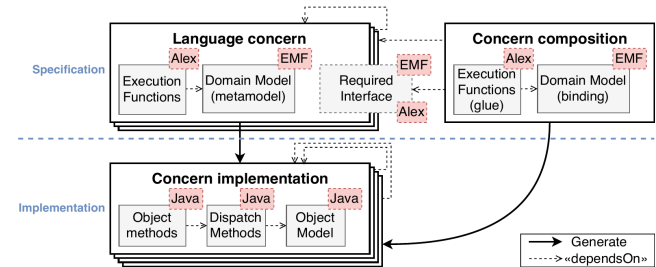 Language concern
Concern composition
Alex
EMF
EMF
Alex
EMF
Specification
Execution
Functions
Domain Model
(metamodel)
Required
Interface
Execution
Functions
(glue)
Domain Model
(binding)
Alex
Concern implementation
Java
Java
Java
Implementation
Object
methods
Dispatch
Methods
Object
Model
Generate
«dependsOn»